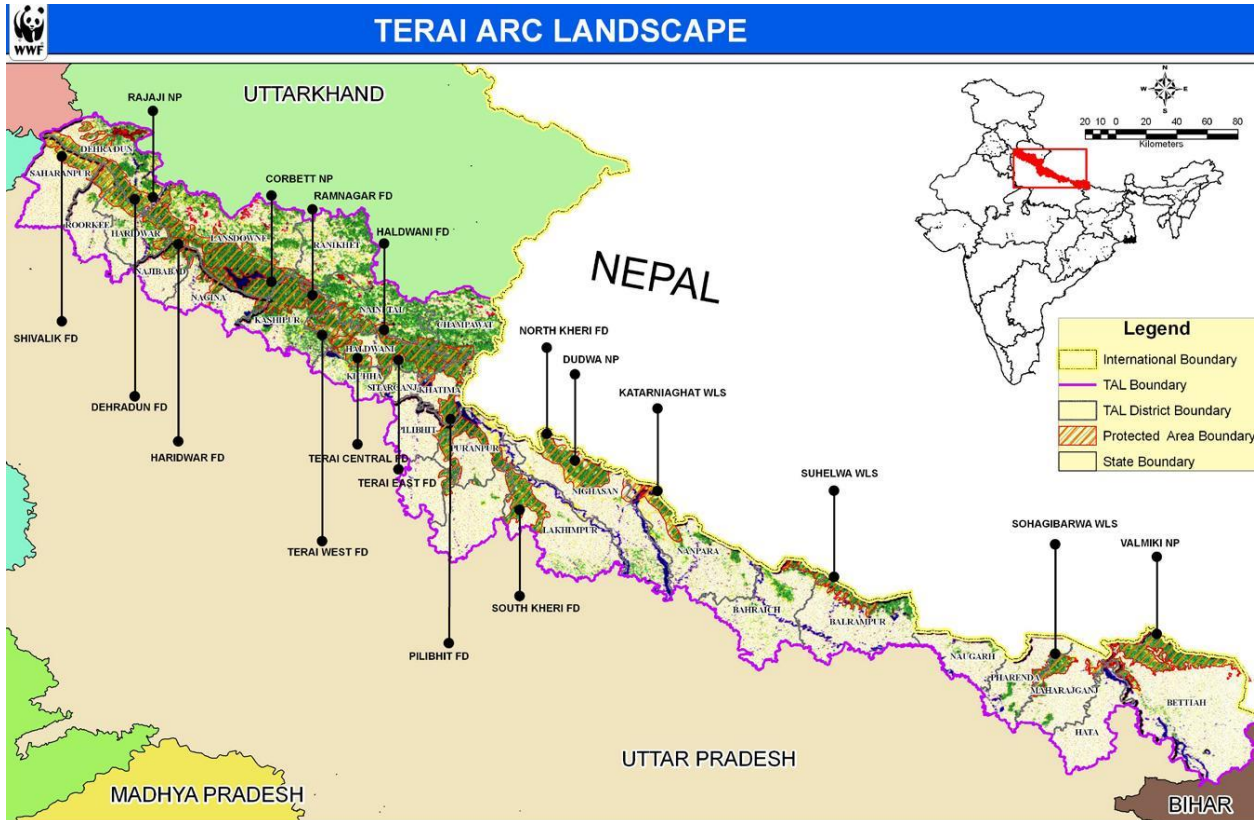 WWF
TERAI ARC LANDSCAPE
UTTARKHAND
RAJAJI NP
CORBETT NP
RAMNAGAR FD
HALDWANI FD
DEHRADUN
SAHARANPUR
ROORKEE
HARIDWAR
LANSDOWNE
RANIKHET
NAJIBABAD
NAGINA
KASHIPUR
NAINITAL
CHAMPAWAT
HALDWANI
KICHHA
SITARGANJ
KHATIMA
SHIVALIK FD
DEHRADUN FD
HARIDWAR FD
TERAI CENTRAL FD
TERAI EAST FD
TERAI WEST FD
PILIBHIT
PURANPUR
PILIBHIT FD
NEPAL
NORTH KHERI FD
DUDWA NP
KATARNIAGHAT WLS
NIGHASAN
LAKHIMPUR
SOUTH KHERI FD
NANPARA
BAHRAICH
SUHELWA WLS
BALRAMPUR
SOHAGIBARWA WLS
VALMIKI NP
NAUGARH
PHARENDA
MAHARAJGANJ
HATA
BETTIAH
UTTAR PRADESH
MADHYA PRADESH
BIHAR
N
W E
S
20 10 0 20 40 60 80
Kilometers
Legend
International Boundary
TAL Boundary
TAL District Boundary
Protected Area Boundary
State Boundary